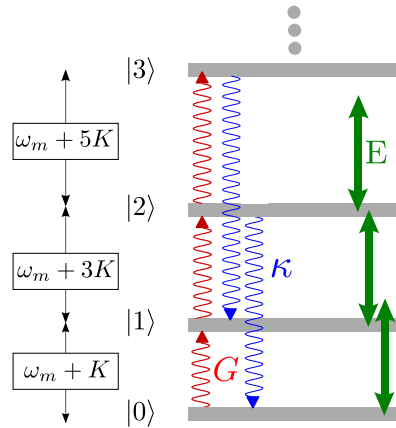 |3⟩
ω_m + 5K
E
|2⟩
κ
ω_m + 3K
|1⟩
ω_m + K
G
|0⟩